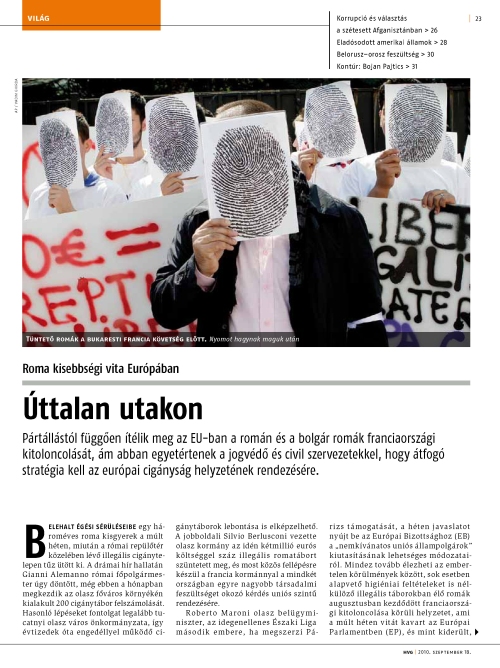 VILÁG
Korrupció és választás
a szétesett Afganisztánban > 26
Eladósodott amerikai államok > 28
Belorusz–orosz feszültség > 30
Kontúr: Bojan Pajtics > 31
23
0€ =
REPT!
LIBE
GALI
ATE
TÜNTETŐ ROMÁK A BUKARESTI FRANCIA KÖVETSÉG ELŐTT. Nyomot hagynak maguk után
Roma kisebbségi vita Európában
Úttalan utakon
Pártállástól függően ítélik meg az EU-ban a román és a bolgár romák franciaországi
kitoloncolását, ám abban egyetértenek a jogvédő és civil szervezetekkel, hogy átfogó
stratégia kell az európai cigányság helyzetének rendezésére.
BELEHALT ÉGÉSI SÉRÜLÉSEIBE egy há-
roméves roma kisgyerek a múlt
héten, miután a római repülőtér
közelében lévő illegális cigányte-
lepen tűz ütött ki. A drámai hír hallatán
Gianni Alemanno római főpolgármes-
ter úgy döntött, még ebben a hónapban
megkezdik az olasz főváros környékén
kialakult 200 cigánytábor felszámolását.
Hasonló lépéseket fontolgat legalább tu-
catnyi olasz város önkormányzata, így
évtizedek óta engedéllyel működő ci-
gánytáborok lebontása is elképzelhető.
A jobboldali Silvio Berlusconi vezette
olasz kormány az idén kétmillió eurós
költséggel száz illegális romatábort
szüntetett meg, és most közös fellépésre
készül a francia kormánnyal a mindkét
országban egyre nagyobb társadalmi
feszültséget okozó kérdés uniós szintű
rendezésére.
Roberto Maroni olasz belügymi-
niszter, az idegenellenes Északi Liga
második embere, ha megszerzi Pá-
rizs támogatását, a héten javaslatot
nyújt be az Európai Bizottsághoz (EB)
a „nemkívánatos uniós állampolgárok”
kiutasításának lehetséges módozatai-
ról. Mindez tovább élezheti az ember-
telen körülmények között, sok esetben
alapvető higiéniai feltételeket is nél-
külöző illegális táborokban élő romák
augusztusban kezdődött franciaorszá-
gi kitoloncolása körüli helyzetet, ami
a múlt héten vitát kavart az Európai
Parlamentben (EP), és mint kiderült,
HVG | 2010. SZEPTEMBER 18.